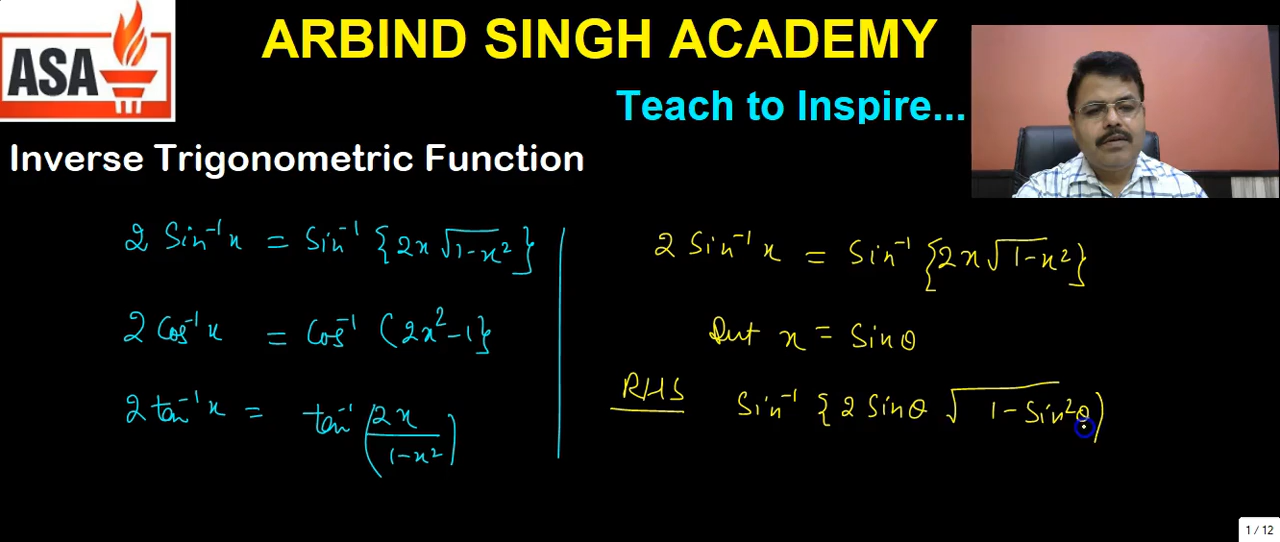 ASA
ARBIND SINGH ACADEMY
Teach to Inspire...
Inverse Trigonometric Function
2 Sin⁻¹x = Sin⁻¹ {2x√(1-x²)}
2 Cos⁻¹x = Cos⁻¹ (2x²-1}
2 tan⁻¹x = tan⁻¹ (2x/(1-x²))
2 Sin⁻¹x = Sin⁻¹ {2x√(1-x²)}
Put x = Sinθ
RHS Sin⁻¹ {2 Sinθ √(1-Sin²θ))
1 / 12